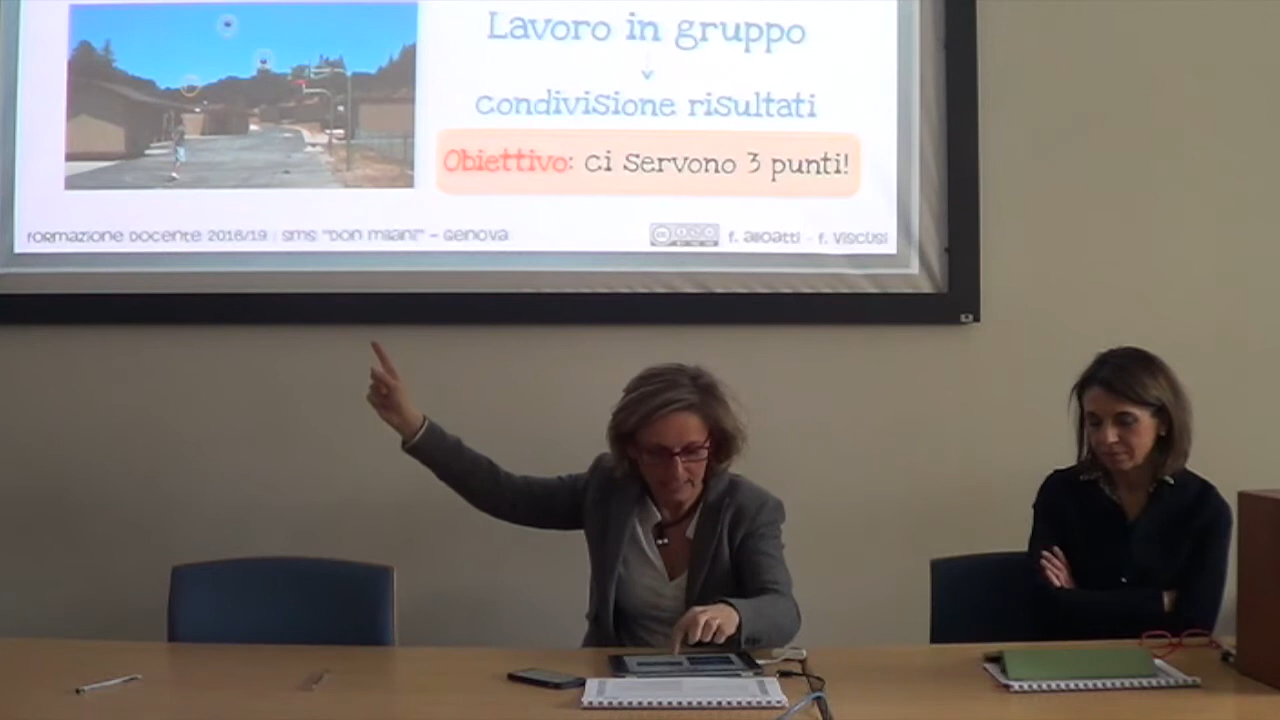 Lavoro in gruppo
condivisione risultati
Obiettivo: ci servono 3 punti!
Formazione Docente 2018/19 | SMS "Don Milani" - Genova
f. alloatti - f. viscusi